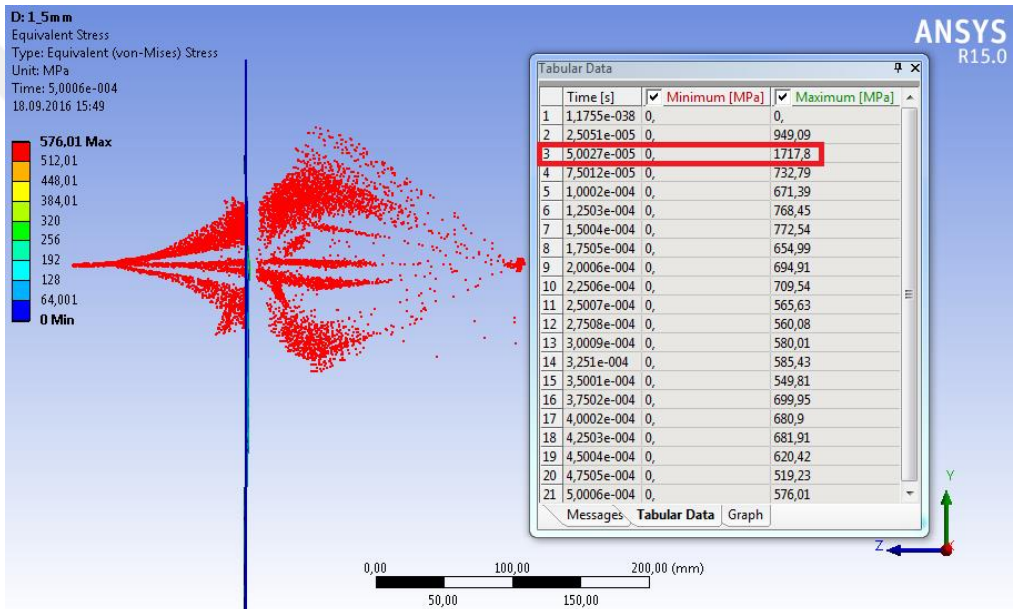 D: 1_5mm
Equivalent Stress
Type: Equivalent (von-Mises) Stress
Unit: MPa
Time: 5,0006e-004
18.09.2016 15:49
576,01 Max
512,01
448,01
384,01
320
256
192
128
64,001
0 Min
ANSYS
R15.0
Tabular Data
Time [s] Minimum [MPa] Maximum [MPa]
1 1,1755e-038 0, 0,
2 2,5051e-005 0, 949,09
3 5,0027e-005 0, 1717,8
4 7,5012e-005 0, 732,79
5 1,0002e-004 0, 671,39
6 1,2503e-004 0, 768,45
7 1,5004e-004 0, 772,54
8 1,7505e-004 0, 654,99
9 2,0006e-004 0, 694,91
10 2,2506e-004 0, 709,54
11 2,5007e-004 0, 565,63
12 2,7508e-004 0, 560,08
13 3,0009e-004 0, 580,01
14 3,251e-004 0, 585,43
15 3,5001e-004 0, 549,81
16 3,7502e-004 0, 699,95
17 4,0002e-004 0, 680,9
18 4,2503e-004 0, 681,91
19 4,5004e-004 0, 620,42
20 4,7505e-004 0, 519,23
21 5,0006e-004 0, 576,01
Messages Tabular Data Graph
Y
Z
X
0,00 100,00 200,00 (mm)
50,00 150,00